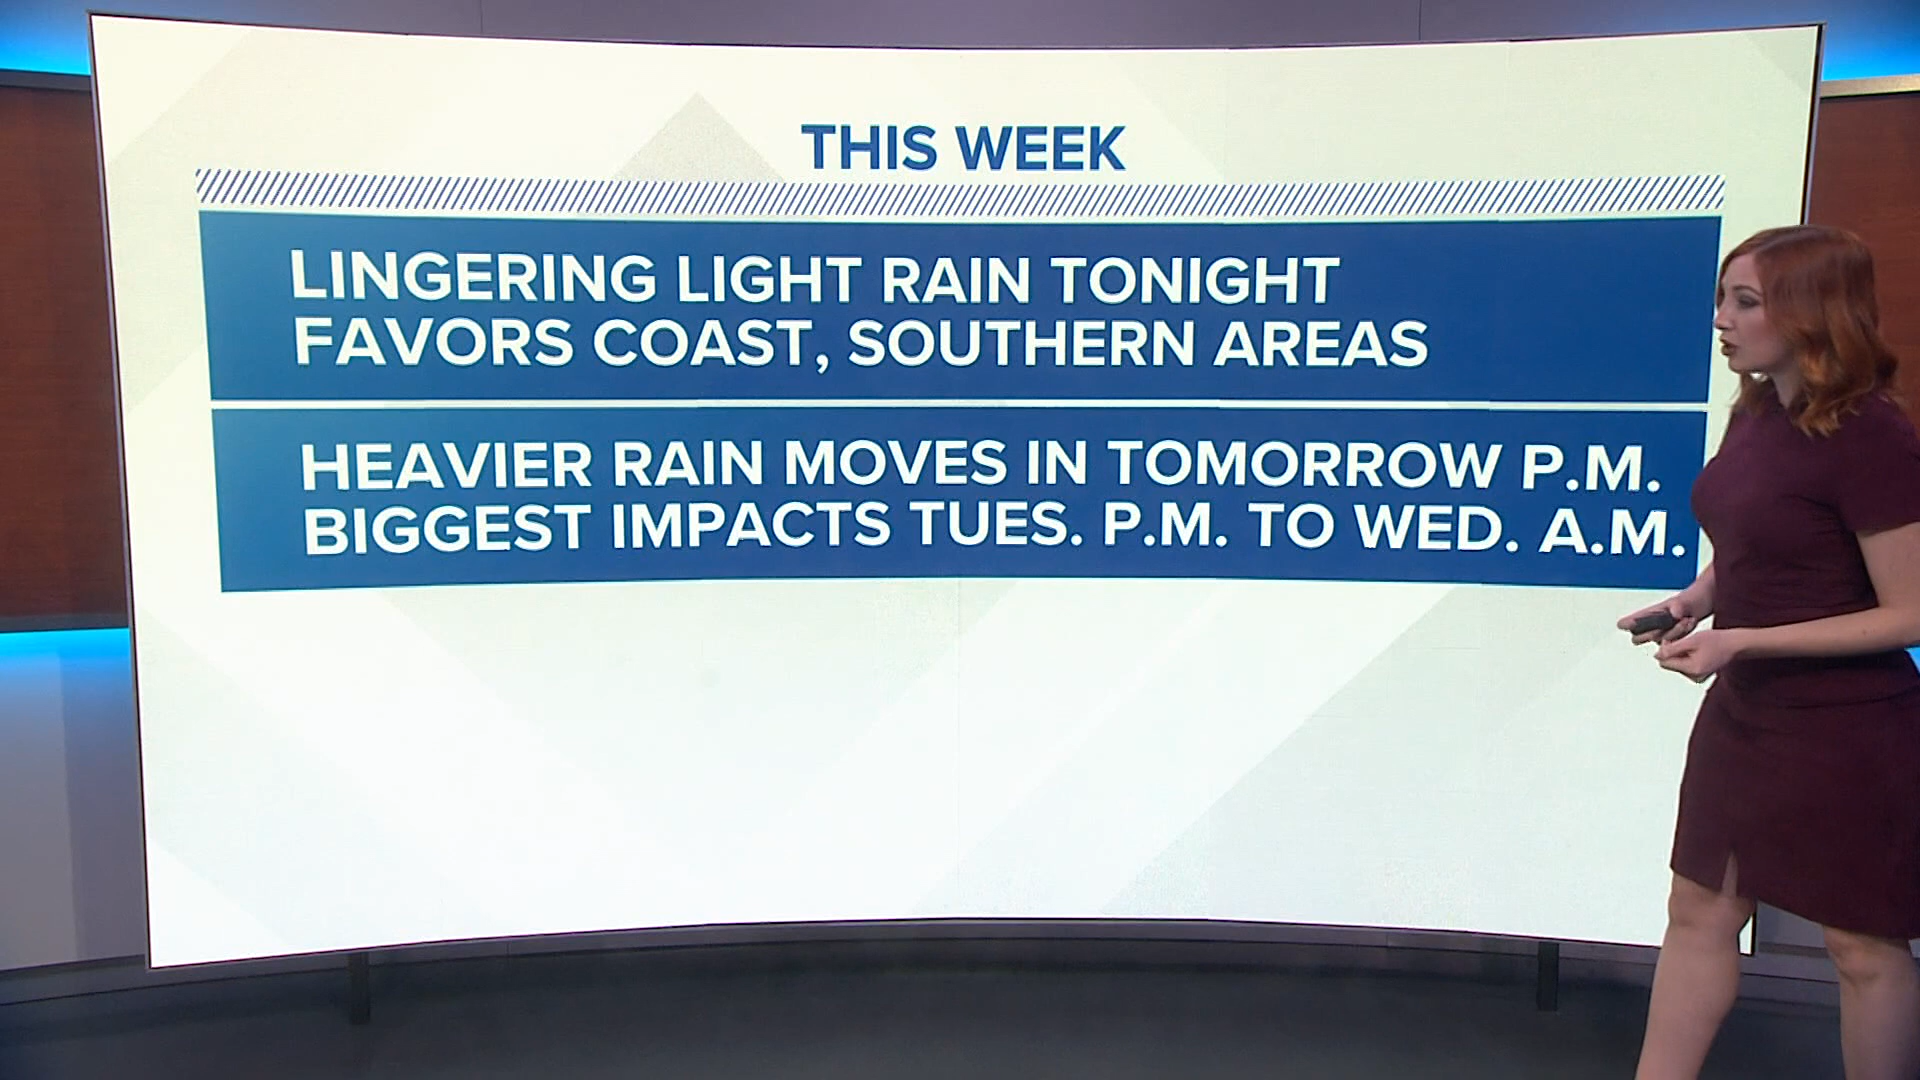 THIS WEEK
LINGERING LIGHT RAIN TONIGHT
FAVORS COAST, SOUTHERN AREAS
HEAVIER RAIN MOVES IN TOMORROW P.M.
BIGGEST IMPACTS TUES. P.M. TO WED. A.M.